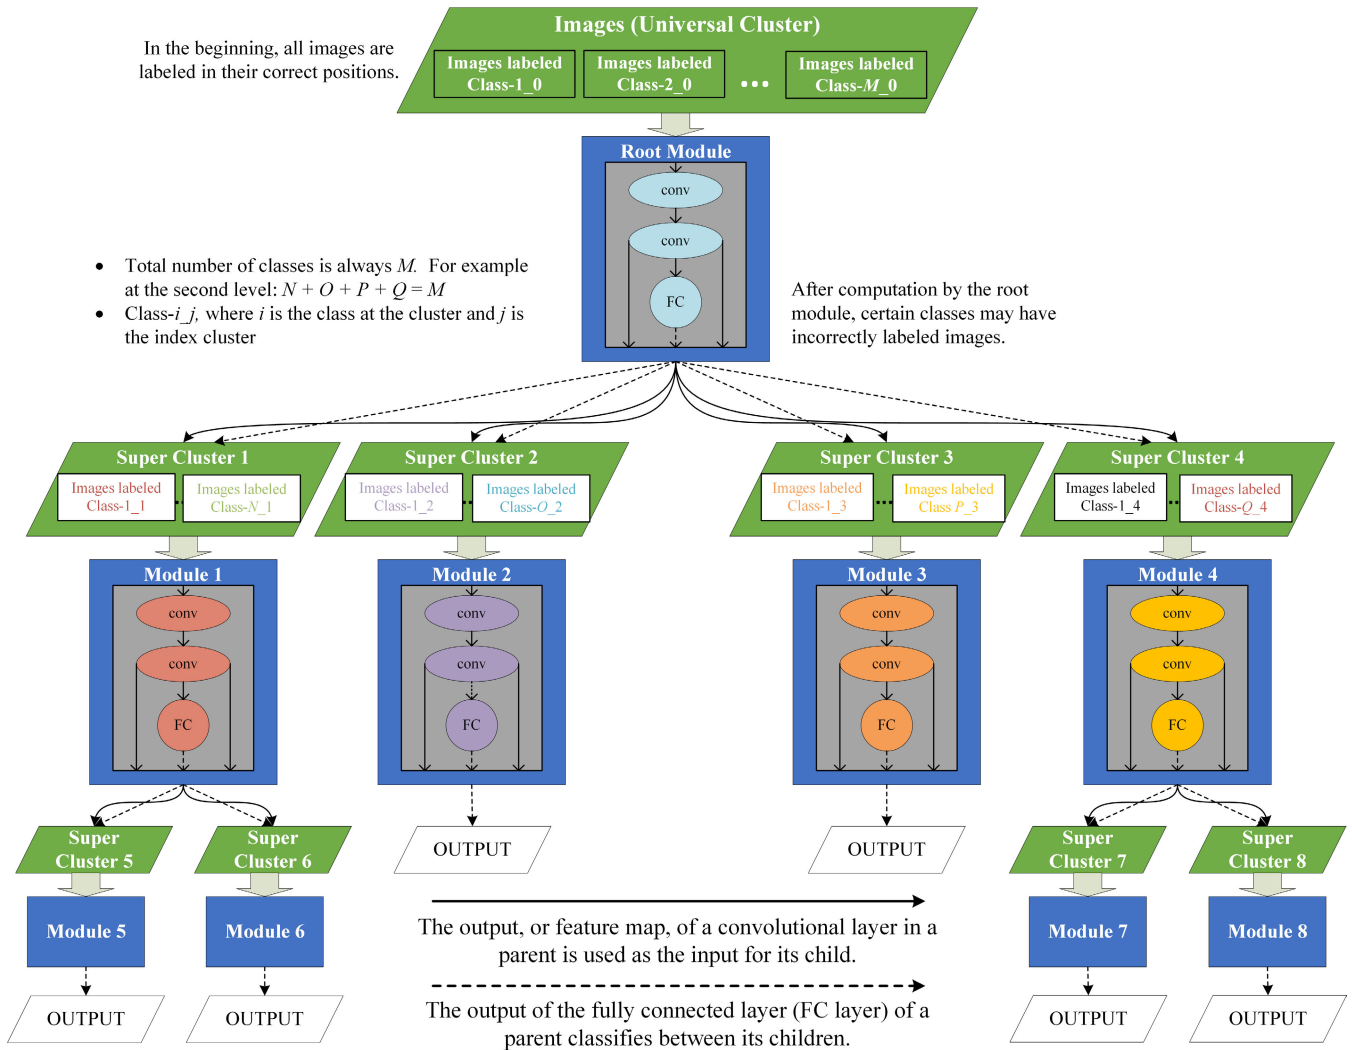 Images (Universal Cluster)
In the beginning, all images are
labeled in their correct positions.
Images labeled
Class-1_0
Images labeled
Class-2_0
...
Images labeled
Class-M_0
Root Module
conv
conv
FC
• Total number of classes is always M. For example
at the second level: N + O + P + Q = M
• Class-i_j, where i is the class at the cluster and j is
the index cluster
After computation by the root
module, certain classes may have
incorrectly labeled images.
Super Cluster 1
Images labeled
Class-1_1
Images labeled
Class-N_1
Super Cluster 2
Images labeled
Class-1_2
Images labeled
Class-O_2
Super Cluster 3
Images labeled
Class-1_3
Images labeled
Class P_3
Super Cluster 4
Images labeled
Class-1_4
Images labeled
Class-Q_4
Module 1
conv
conv
FC
Module 2
conv
conv
FC
Module 3
conv
conv
FC
Module 4
conv
conv
FC
Super
Cluster 5
Super
Cluster 6
OUTPUT
OUTPUT
Super
Cluster 7
Super
Cluster 8
Module 5
Module 6
Module 7
Module 8
The output, or feature map, of a convolutional layer in a
parent is used as the input for its child.
OUTPUT
OUTPUT
The output of the fully connected layer (FC layer) of a
parent classifies between its children.
OUTPUT
OUTPUT